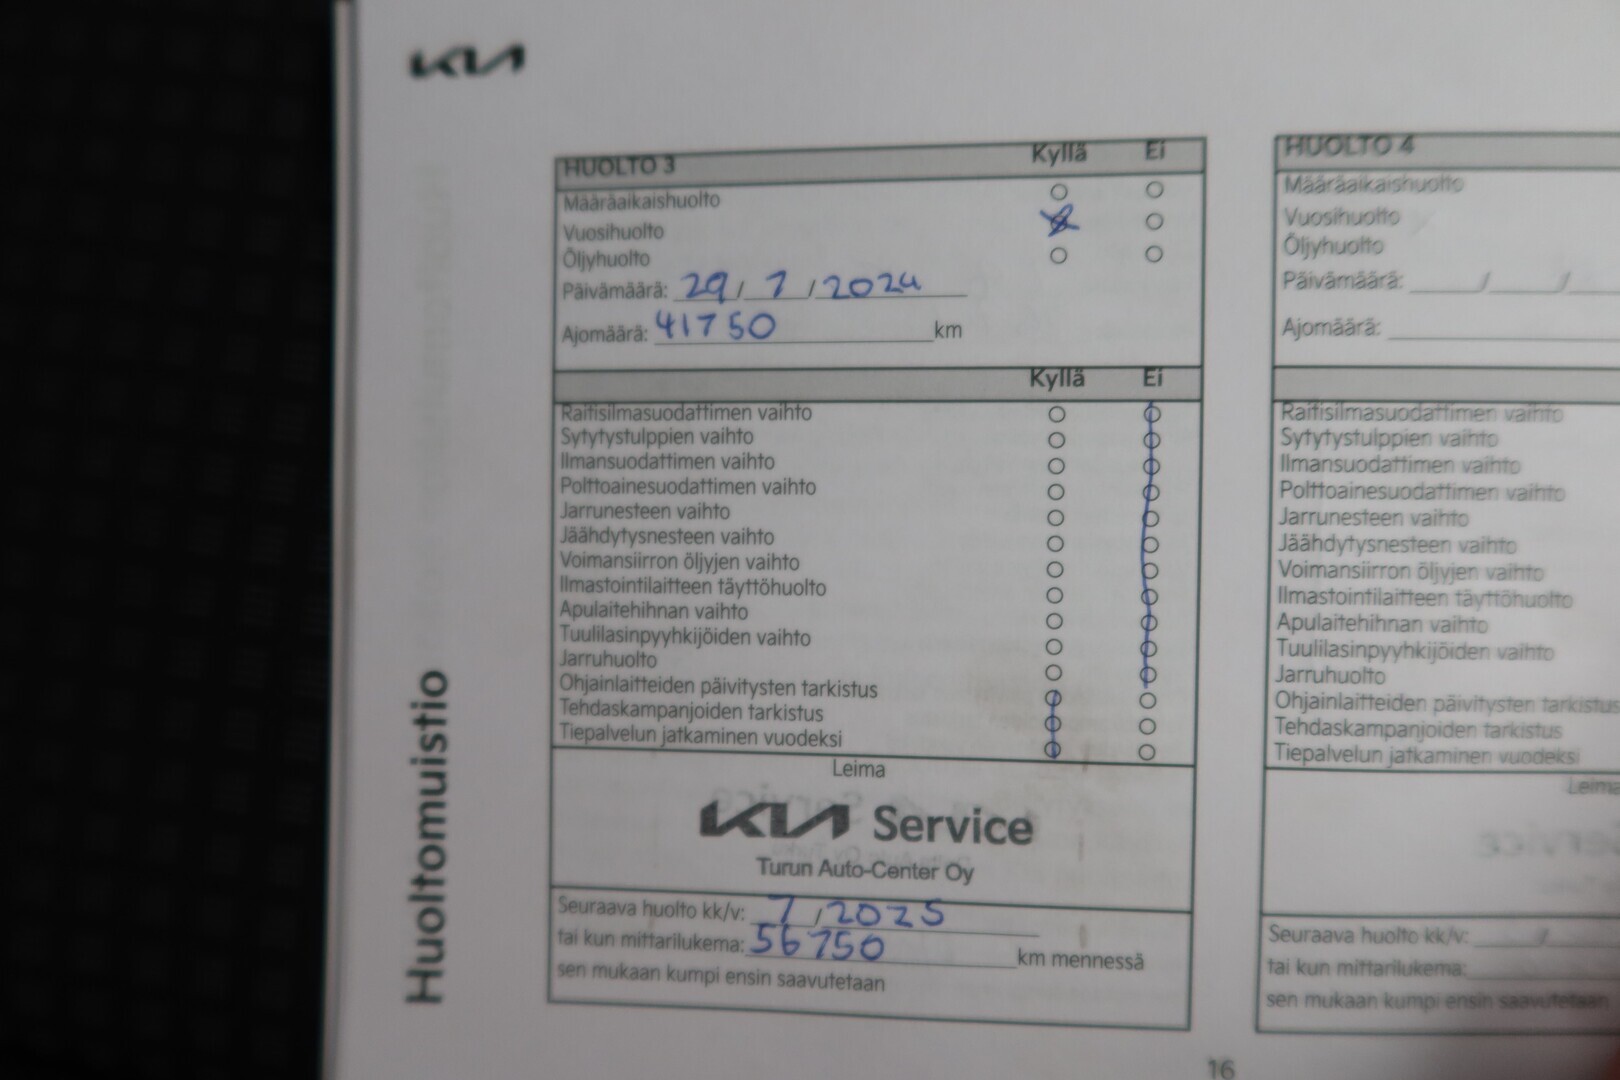 KIA
HUOLTO 3 Kyllä Ei
Määräaikaishuolto
Vuosihuolto
Öljyhuolto
Päivämäärä: 29 / 7 / 2024
Ajomäärä: 41750 km
Kyllä Ei
Raitisilmasuodattimen vaihto
Sytytystulppien vaihto
Ilmansuodattimen vaihto
Polttoainesuodattimen vaihto
Jarrunesteen vaihto
Jäähdytysnesteen vaihto
Voimansiirron öljyjen vaihto
Ilmastointilaitteen täyttöhuolto
Apulaitehihnan vaihto
Tuulilasinpyyhkijöiden vaihto
Jarruhuolto
Ohjainlaitteiden päivitysten tarkistus
Tehdaskampanjoiden tarkistus
Tiepalvelun jatkaminen vuodeksi
Leima
KIA Service
Turun Auto-Center Oy
Seuraava huolto kk/v: 7 / 2025
tai kun mittarilukema: 56750 km mennessä
sen mukaan kumpi ensin saavutetaan
HUOLTO 4
Määräaikaishuolto
Vuosihuolto
Öljyhuolto
Päivämäärä: / /
Ajomäärä:
Raitisilmasuodattimen vaihto
Sytytystulppien vaihto
Ilmansuodattimen vaihto
Polttoainesuodattimen vaihto
Jarrunesteen vaihto
Jäähdytysnesteen vaihto
Voimansiirron öljyjen vaihto
Ilmastointilaitteen täyttöhuolto
Apulaitehihnan vaihto
Tuulilasinpyyhkijöiden vaihto
Jarruhuolto
Ohjainlaitteiden päivitysten tarkistus
Tehdaskampanjoiden tarkistus
Tiepalvelun jatkaminen vuodeksi
Leima
Seuraava huolto kk/v: /
tai kun mittarilukema:
sen mukaan kumpi ensin saavutetaan
Huoltomuistio
16